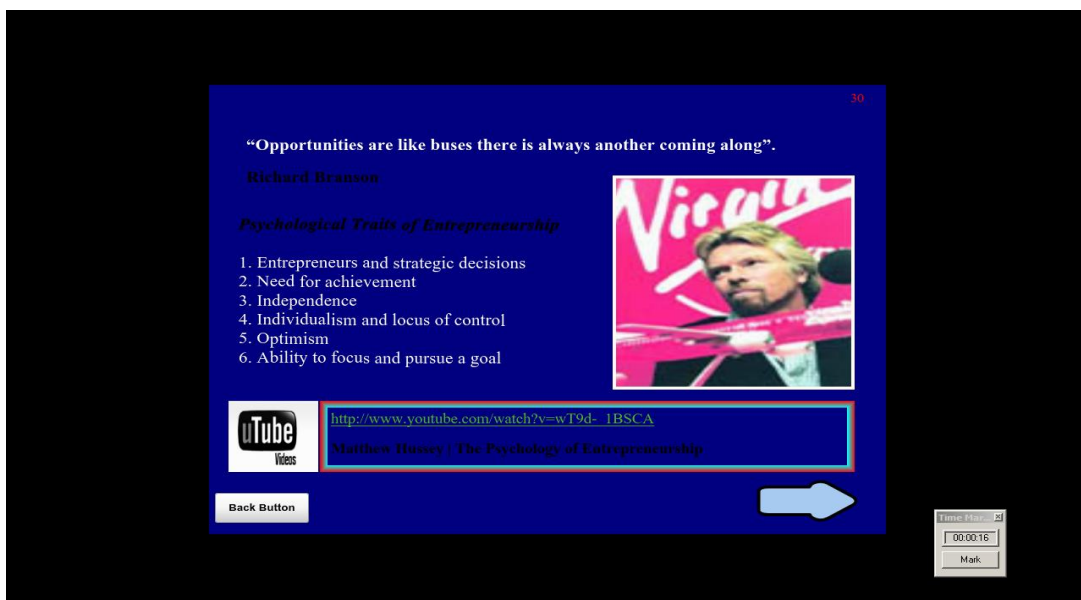 30
“Opportunities are like buses there is always another coming along”.
Richard Branson
Virgin
Psychological Traits of Entrepreneurship
1. Entrepreneurs and strategic decisions
2. Need for achievement
3. Independence
4. Individualism and locus of control
5. Optimism
6. Ability to focus and pursue a goal
uTube
Videos
http://www.youtube.com/watch?v=wT9d-_1BSCA
Matthew Hussey | The Psychology of Entrepreneurship
Back Button
Time Mar...
00:00:16
Mark